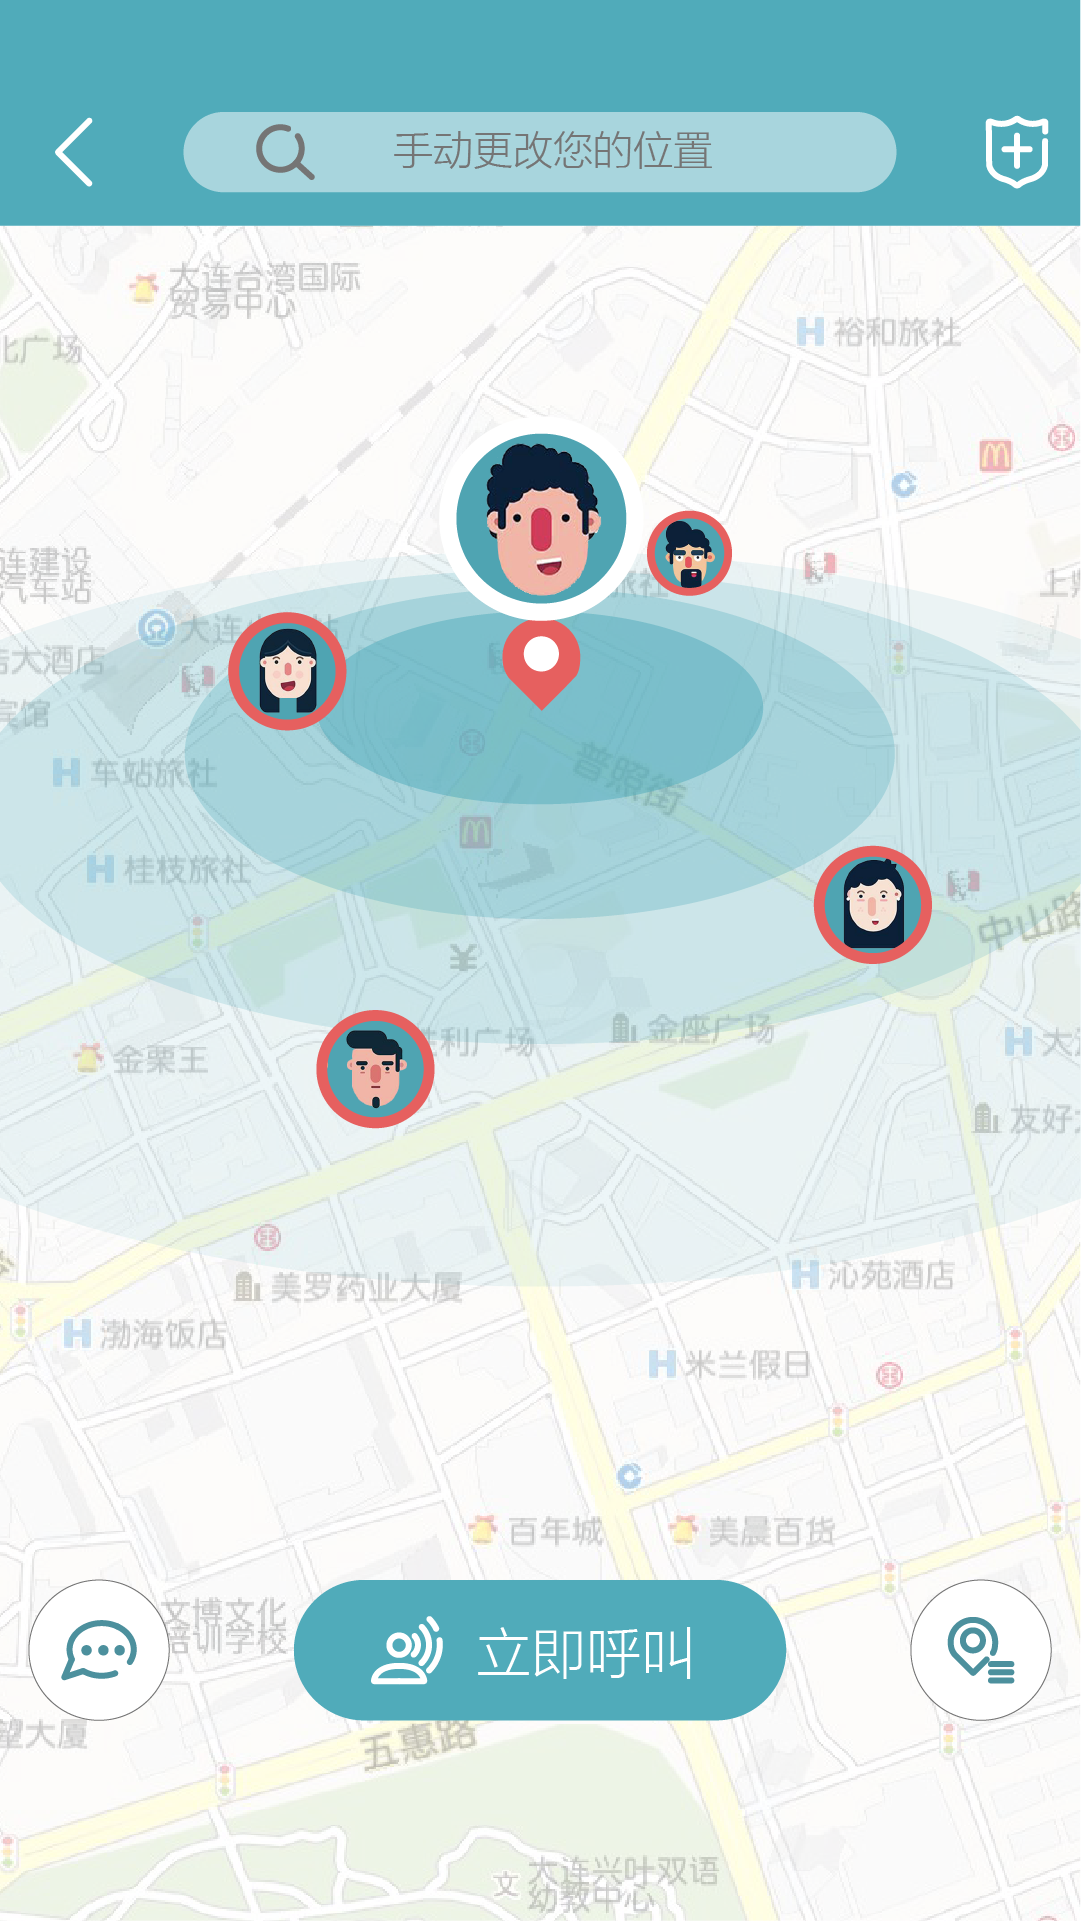 手动更改您的位置
大连台湾国际
贸易中心
裕和旅社
北广场
连建设
汽车站
旅社
大连
站
大酒店
宾馆
H 车站旅社
普照街
H 桂枝旅社
中山路
胜利广场
金座广场
金栗王
H 大
友好
美罗药业大厦
H 沁苑酒店
H 渤海饭店
H 米兰假日
百年城
美晨百货
文博文化
培训学校
立即呼叫
望大厦
五惠路
文 大连兴叶双语
幼教中心